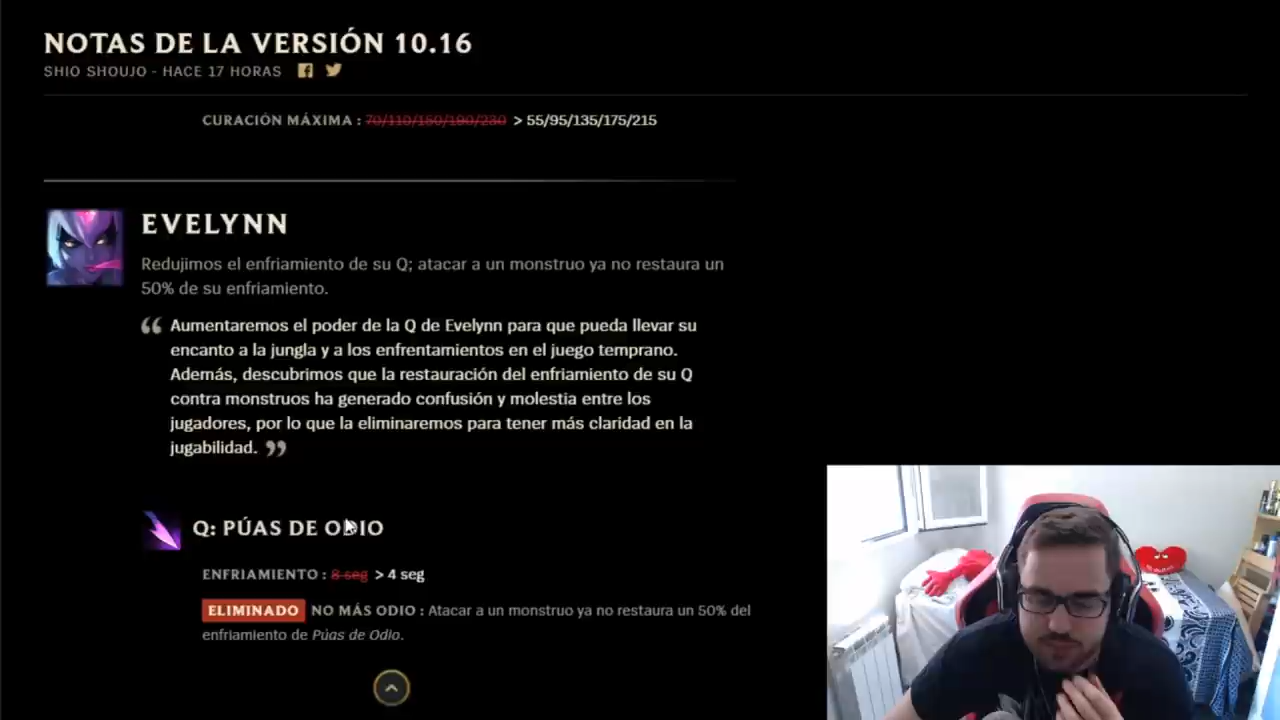 NOTAS DE LA VERSIÓN 10.16
SHIO SHOUJO - HACE 17 HORAS
CURACIÓN MÁXIMA : 70/110/150/190/230 > 55/95/135/175/215
EVELYNN
Redujimos el enfriamiento de su Q; atacar a un monstruo ya no restaura un
50% de su enfriamiento.
“ Aumentaremos el poder de la Q de Evelynn para que pueda llevar su
encanto a la jungla y a los enfrentamientos en el juego temprano.
Además, descubrimos que la restauración del enfriamiento de su Q
contra monstruos ha generado confusión y molestia entre los
jugadores, por lo que la eliminaremos para tener más claridad en la
jugabilidad. ”
Q: PÚAS DE ODIO
ENFRIAMIENTO : 8 seg > 4 seg
ELIMINADO NO MÁS ODIO : Atacar a un monstruo ya no restaura un 50% del
enfriamiento de Púas de Odio.